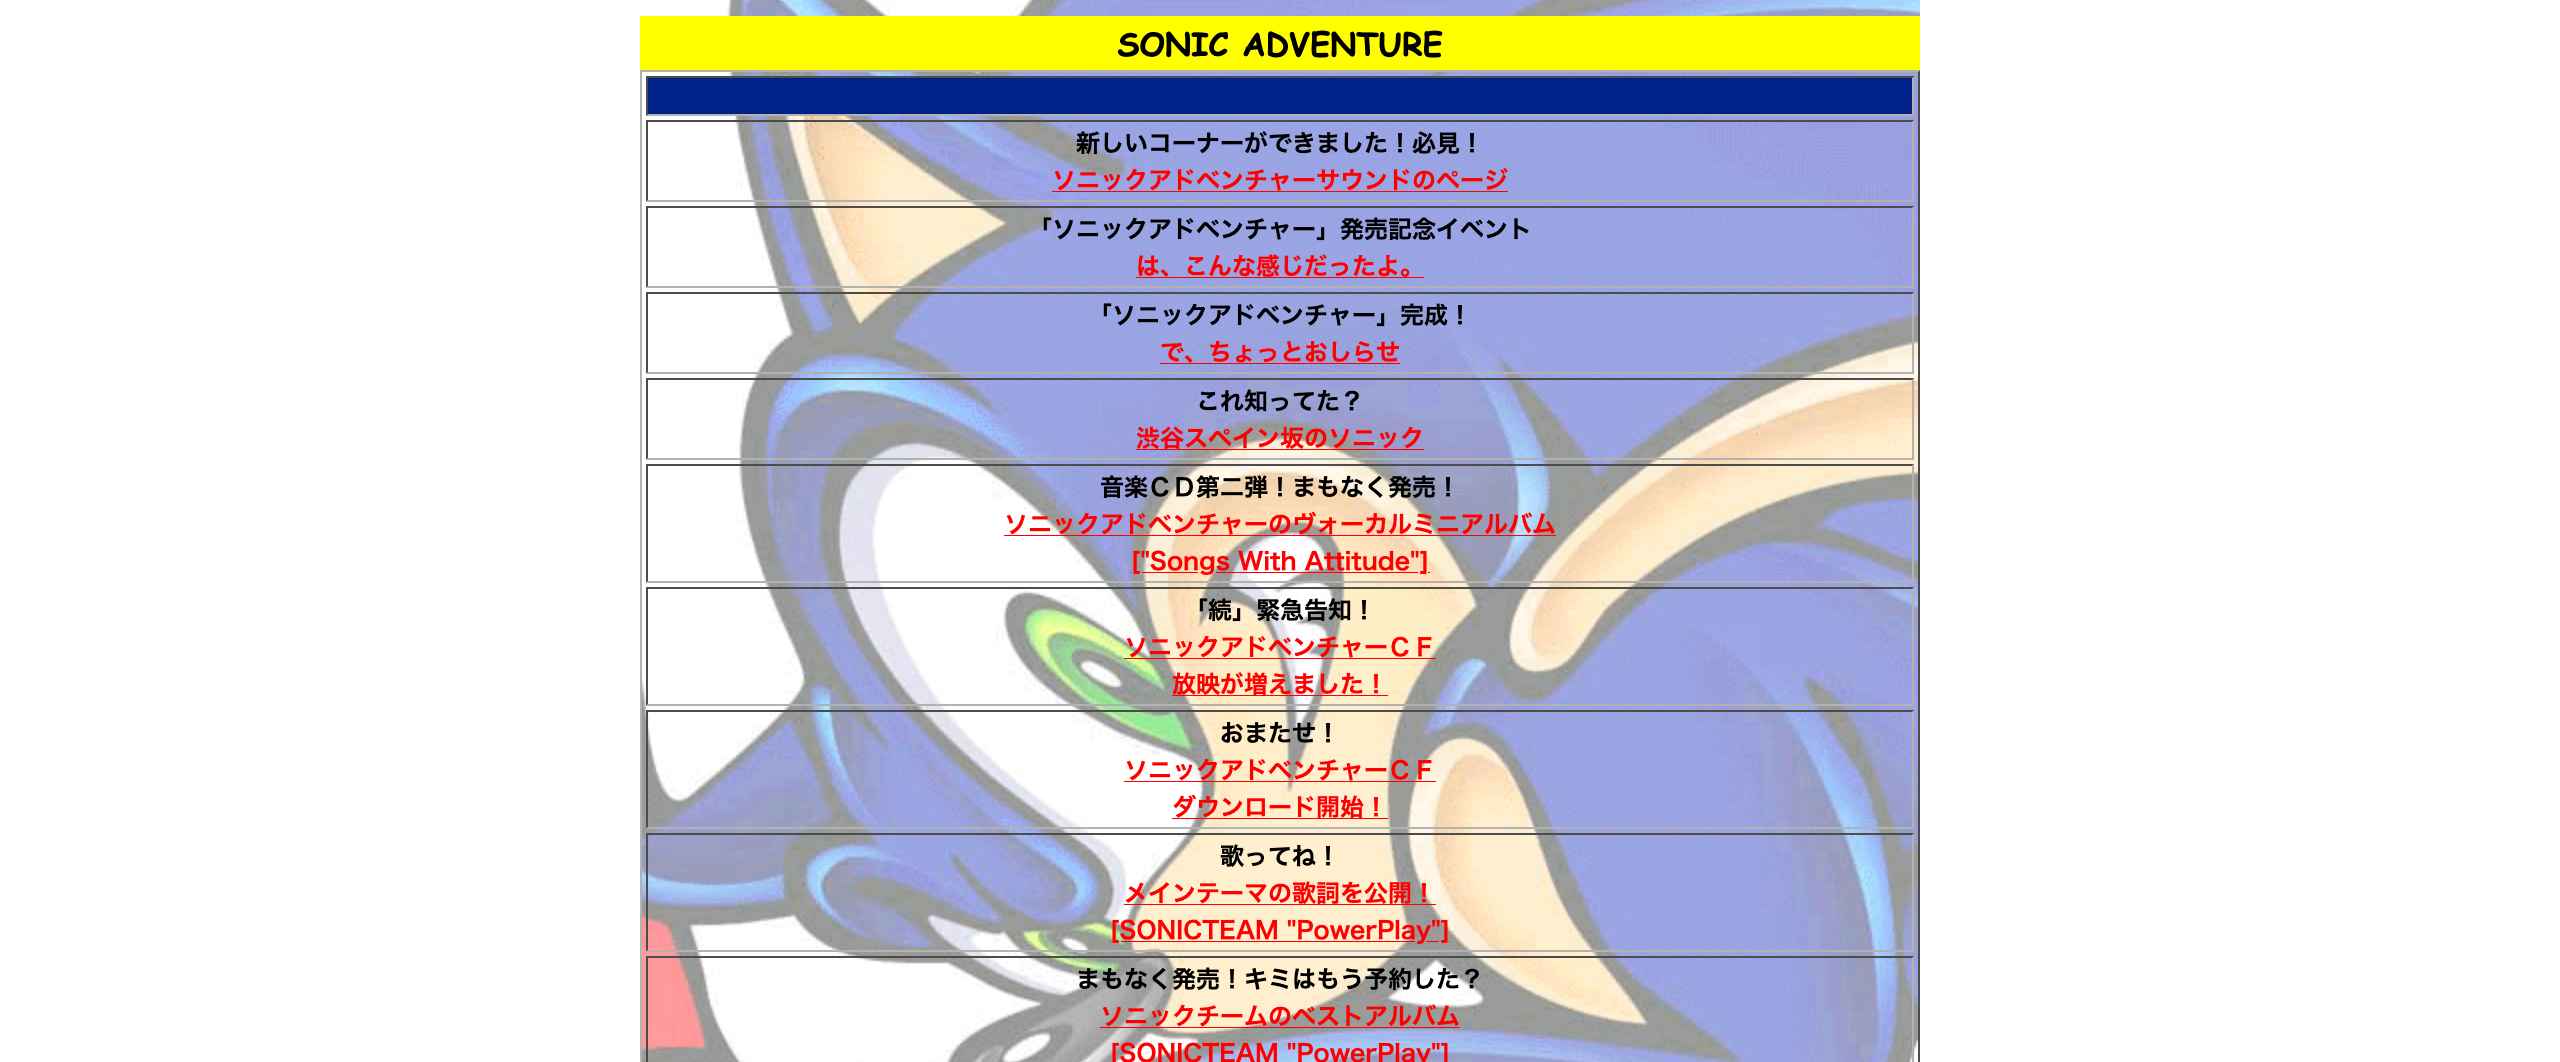 SONIC ADVENTURE
新しいコーナーができました！必見！
ソニックアドベンチャーサウンドのページ
「ソニックアドベンチャー」発売記念イベント
は、こんな感じだったよ。
「ソニックアドベンチャー」完成！
で、ちょっとおしらせ
これ知ってた？
渋谷スペイン坂のソニック
音楽ＣＤ第二弾！まもなく発売！
ソニックアドベンチャーのヴォーカルミニアルバム
["Songs With Attitude"]
「続」緊急告知！
ソニックアドベンチャーＣＦ
放映が増えました！
おまたせ！
ソニックアドベンチャーＣＦ
ダウンロード開始！
歌ってね！
メインテーマの歌詞を公開！
[SONICTEAM "PowerPlay"]
まもなく発売！キミはもう予約した？
ソニックチームのベストアルバム
[SONICTEAM "PowerPlay"]